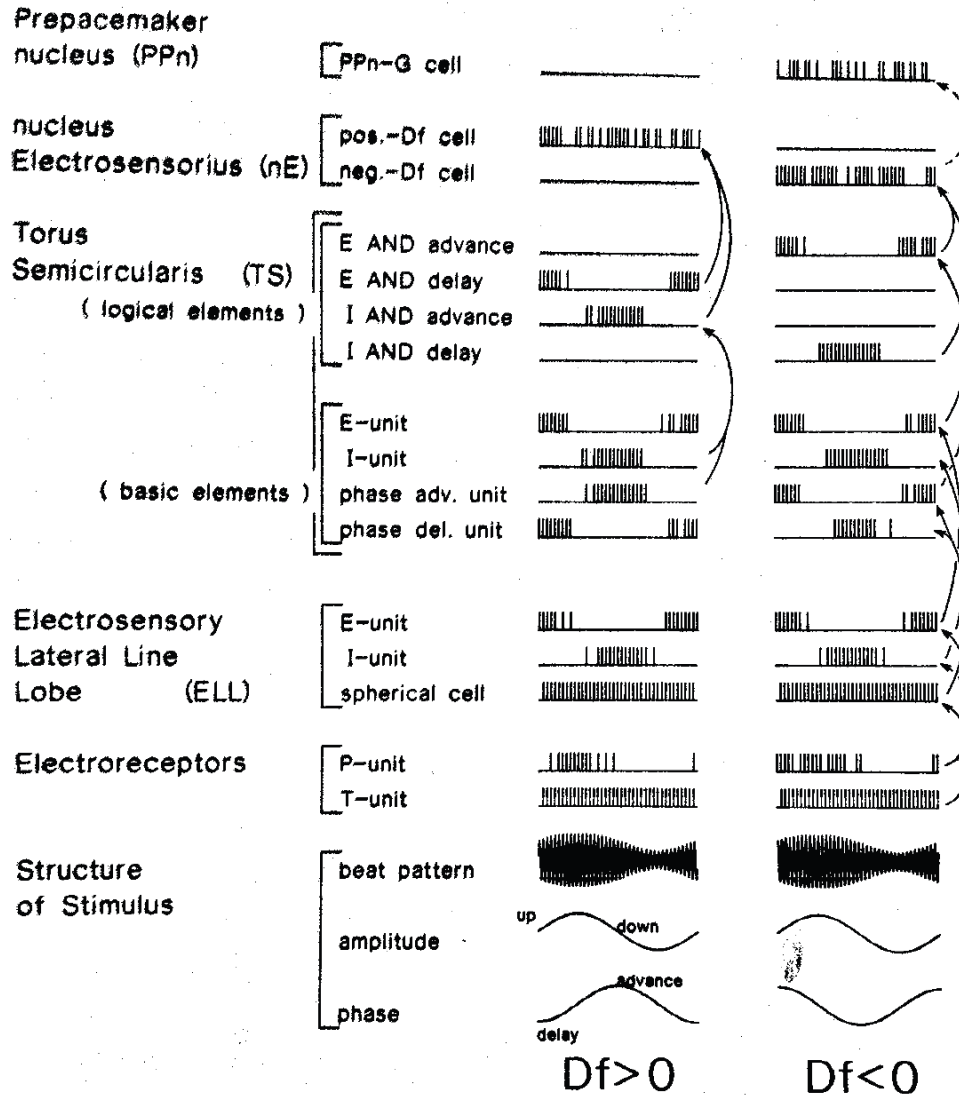 Prepacemaker
nucleus (PPn)
PPn-G cell
nucleus
Electrosensorius (nE)
pos.-Df cell
neg.-Df cell
Torus
Semicircularis (TS)
( logical elements )
E AND advance
E AND delay
I AND advance
I AND delay
( basic elements )
E-unit
I-unit
phase adv. unit
phase del. unit
Electrosensory
Lateral Line
Lobe (ELL)
E-unit
I-unit
spherical cell
Electroreceptors
P-unit
T-unit
Structure
of Stimulus
beat pattern
amplitude
up
down
phase
advance
delay
Df>0
Df<0